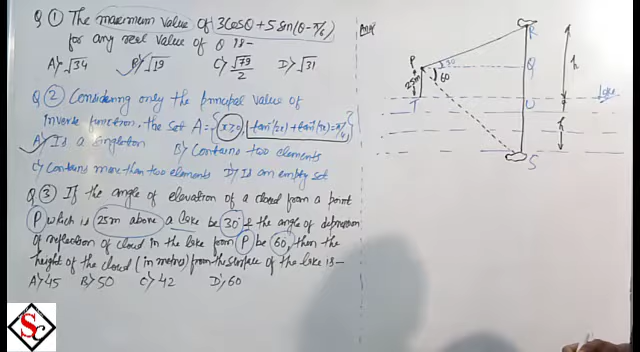 Q ① The maximum value of 3Cosθ+5Sin(θ-π/6)
for any real value of θ is-
A) √34 B) √19 C) √79/2 D) √31
Q ② Considering only the principal value of
inverse function, the set A = {x≥0, tan⁻¹(2x)+tan⁻¹(3x)=π/4}
A) Is a singleton B) Contains two elements
C) Contains more than two elements D) Is an empty set
Q ③ If the angle of elevation of a cloud from a point
P which is 25m above a lake be 30° & the angle of depression
of reflection of cloud in the lake from P be 60°, then the
height of the cloud (in metres) from the surface of the lake is-
A) 45 B) 50 C) 42 D) 60
R
P
30
Q
60
h
25m
T
U
Lake
h
S
SC